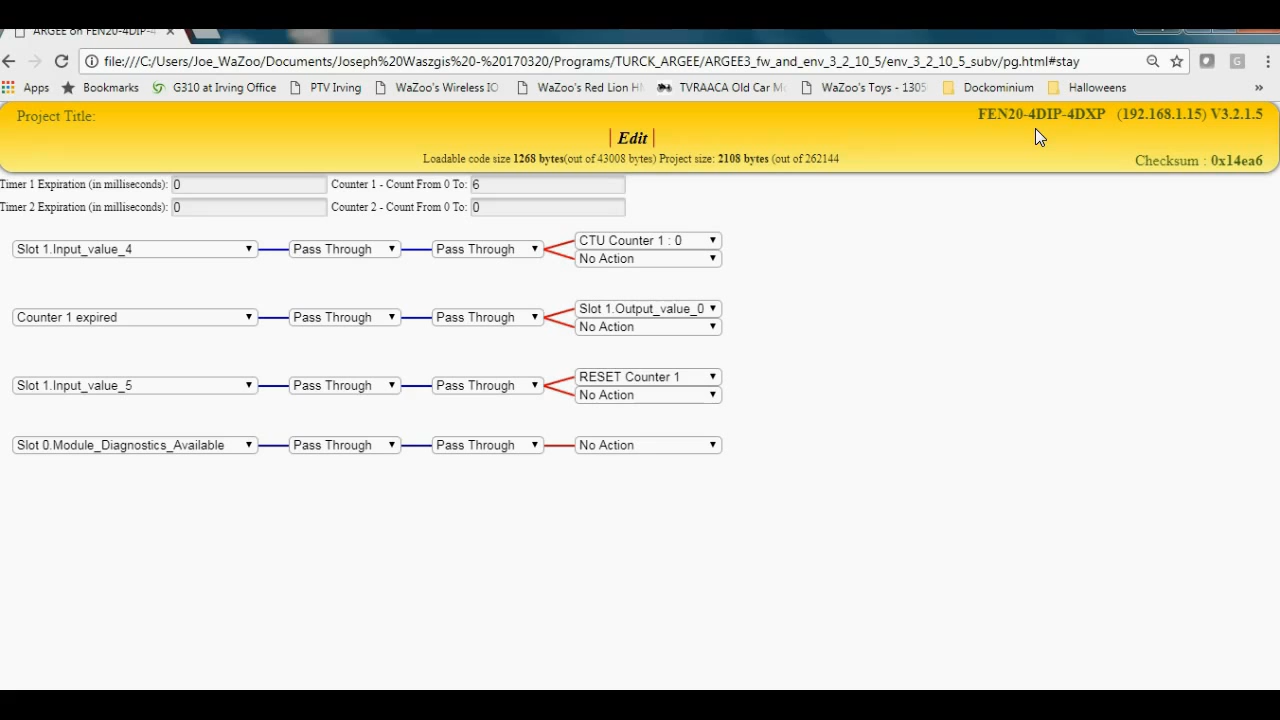 ARGEE on FEN20-4DIP-4
file:///C:/Users/Joe_WaZoo/Documents/Joseph%20Waszgis%20-%20170320/Programs/TURCK_ARGEE/ARGEE3_fw_and_env_3_2_10_5/env_3_2_10_5_subv/pg.html#stay
Apps Bookmarks G310 at Irving Office PTV Irving WaZoo's Wireless IO WaZoo's Red Lion HM TVRAACA Old Car Mo WaZoo's Toys - 1305 Dockominium Halloweens »
Project Title: FEN20-4DIP-4DXP (192.168.1.15) V3.2.1.5
| Edit |
Loadable code size 1268 bytes(out of 43008 bytes) Project size: 2108 bytes (out of 262144
Checksum : 0x14ea6
Timer 1 Expiration (in milliseconds): 0 Counter 1 - Count From 0 To: 6
Timer 2 Expiration (in milliseconds): 0 Counter 2 - Count From 0 To: 0
Slot 1.Input_value_4 Pass Through Pass Through CTU Counter 1 : 0
No Action
Counter 1 expired Pass Through Pass Through Slot 1.Output_value_0
No Action
Slot 1.Input_value_5 Pass Through Pass Through RESET Counter 1
No Action
Slot 0.Module_Diagnostics_Available Pass Through Pass Through No Action